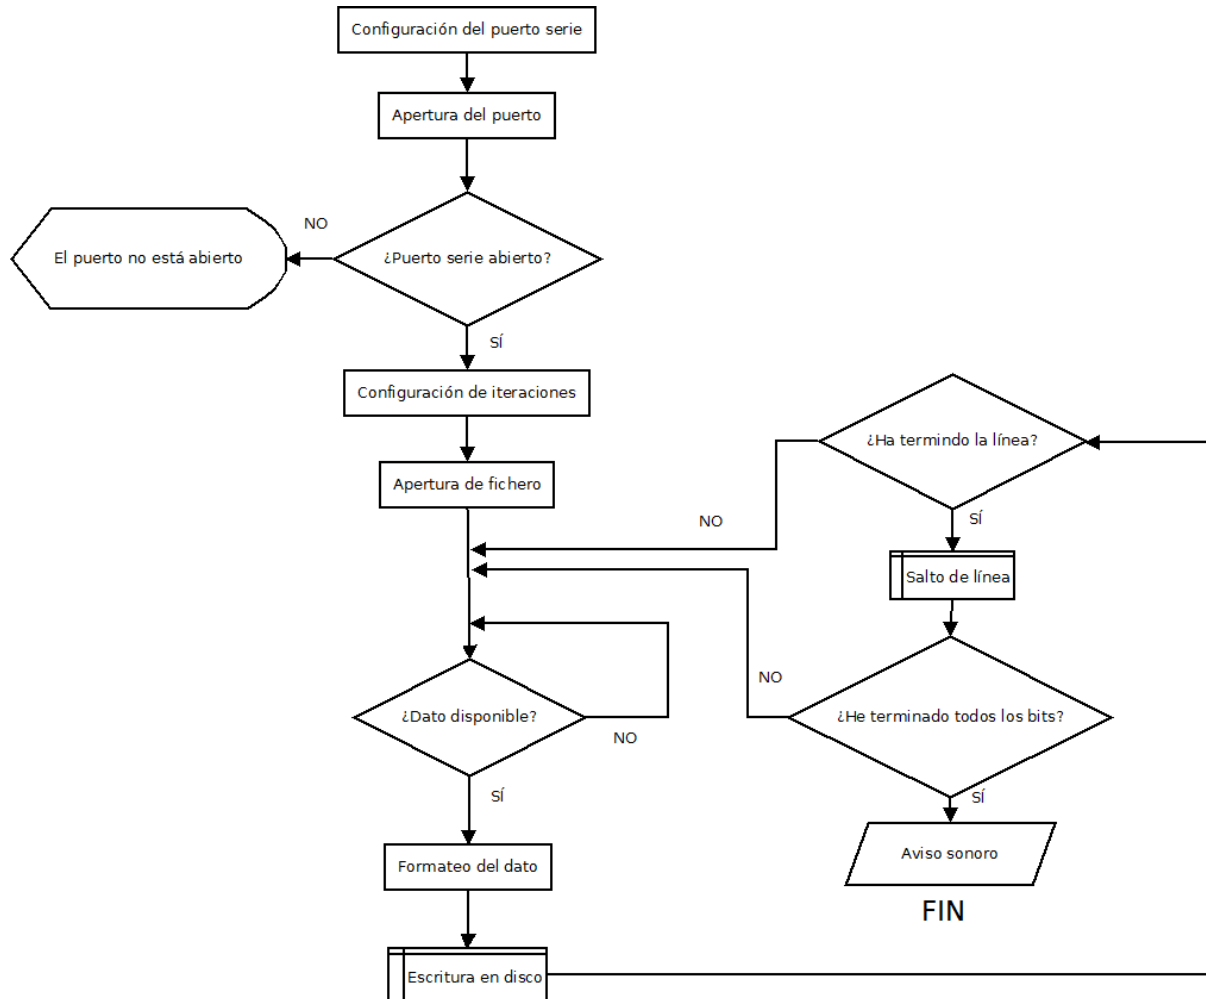 Configuración del puerto serie
Apertura del puerto
NO
El puerto no está abierto
¿Puerto serie abierto?
SÍ
Configuración de iteraciones
¿Ha termindo la línea?
Apertura de fichero
NO
SÍ
Salto de línea
NO
¿Dato disponible?
¿He terminado todos los bits?
NO
SÍ
SÍ
Aviso sonoro
Formateo del dato
FIN
Escritura en disco